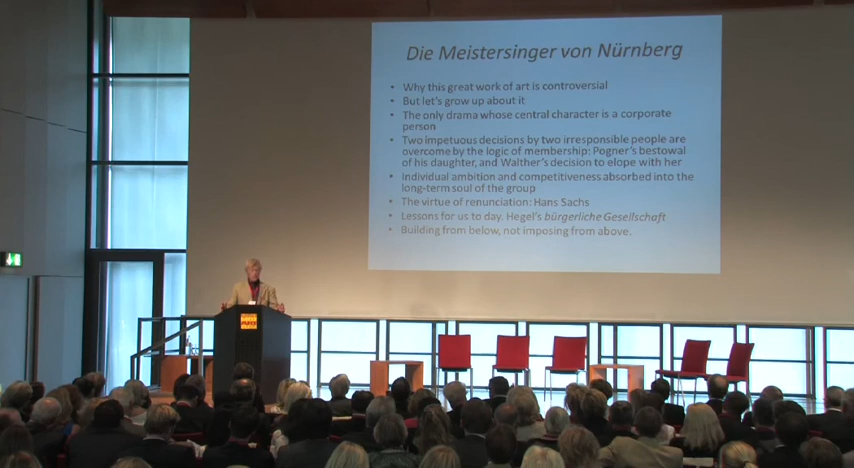 Die Meistersinger von Nürnberg
• Why this great work of art is controversial
• But let's grow up about it
• The only drama whose central character is a corporate
person
• Two impetuous decisions by two irresponsible people are
overcome by the logic of membership: Pogner's bestowal
of his daughter, and Walther's decision to elope with her
• Individual ambition and competitiveness absorbed into the
long-term soul of the group
• The virtue of renunciation: Hans Sachs
• Lessons for us to day. Hegel's bürgerliche Gesellschaft
• Building from below, not imposing from above.